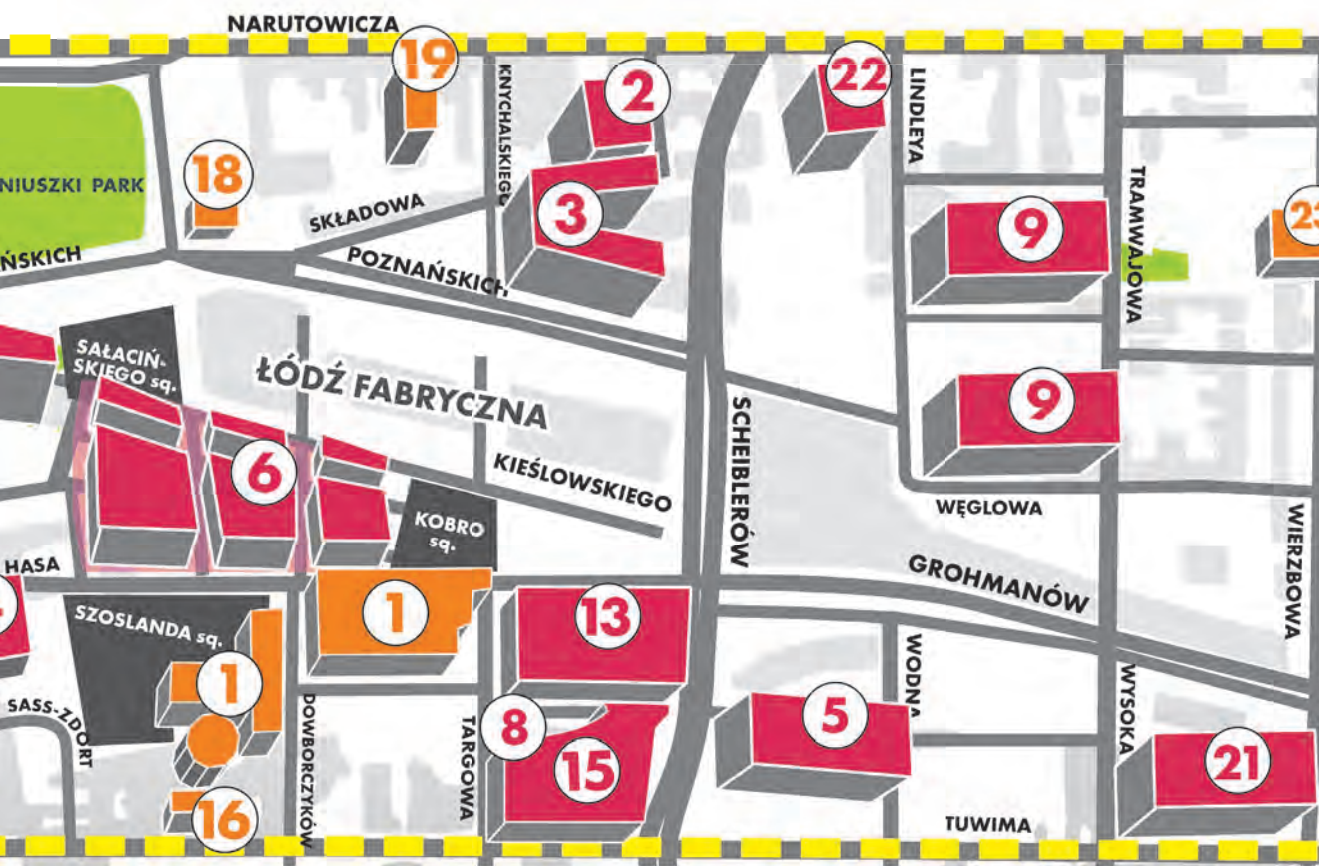 NARUTOWICZA
19
2
22
KNYCHALSKIEGO
LINDLEYA
NIUSZKI PARK
18
SKŁADOWA
3
9
TRAMWAJOWA
23
ŃSKICH
POZNAŃSKICH
SAŁACIŃ-
SKIEGO sq.
ŁÓDŹ FABRYCZNA
9
SCHEIBLERÓW
6
KIEŚLOWSKIEGO
WĘGLOWA
KOBRO
sq.
WIERZBOWA
HASA
GROHMANÓW
1
13
SZOSLANDA sq.
WODNA
1
WYSOKA
SASS-ZDORT
DOWBORCZYKÓW
TARGOWA
8
5
15
21
16
TUWIMA